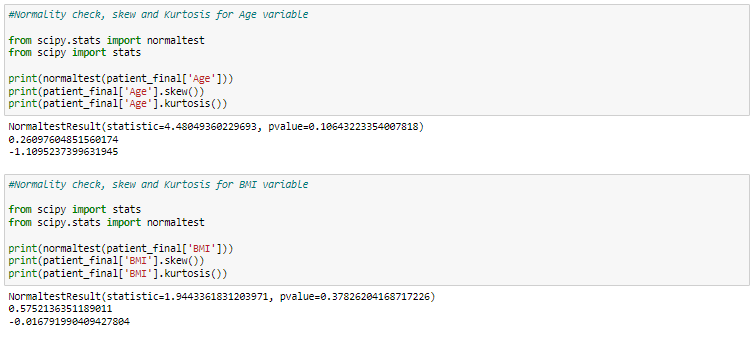 #Normality check, skew and Kurtosis for Age variable
from scipy.stats import normaltest
from scipy import stats
print(normaltest(patient_final['Age']))
print(patient_final['Age'].skew())
print(patient_final['Age'].kurtosis())
NormaltestResult(statistic=4.48049360229693, pvalue=0.10643223354007818)
0.26097604851560174
-1.1095237399631945
#Normality check, skew and Kurtosis for BMI variable
from scipy import stats
from scipy.stats import normaltest
print(normaltest(patient_final['BMI']))
print(patient_final['BMI'].skew())
print(patient_final['BMI'].kurtosis())
NormaltestResult(statistic=1.9443361831203971, pvalue=0.37826204168717226)
0.5752136351189011
-0.016791990409427804